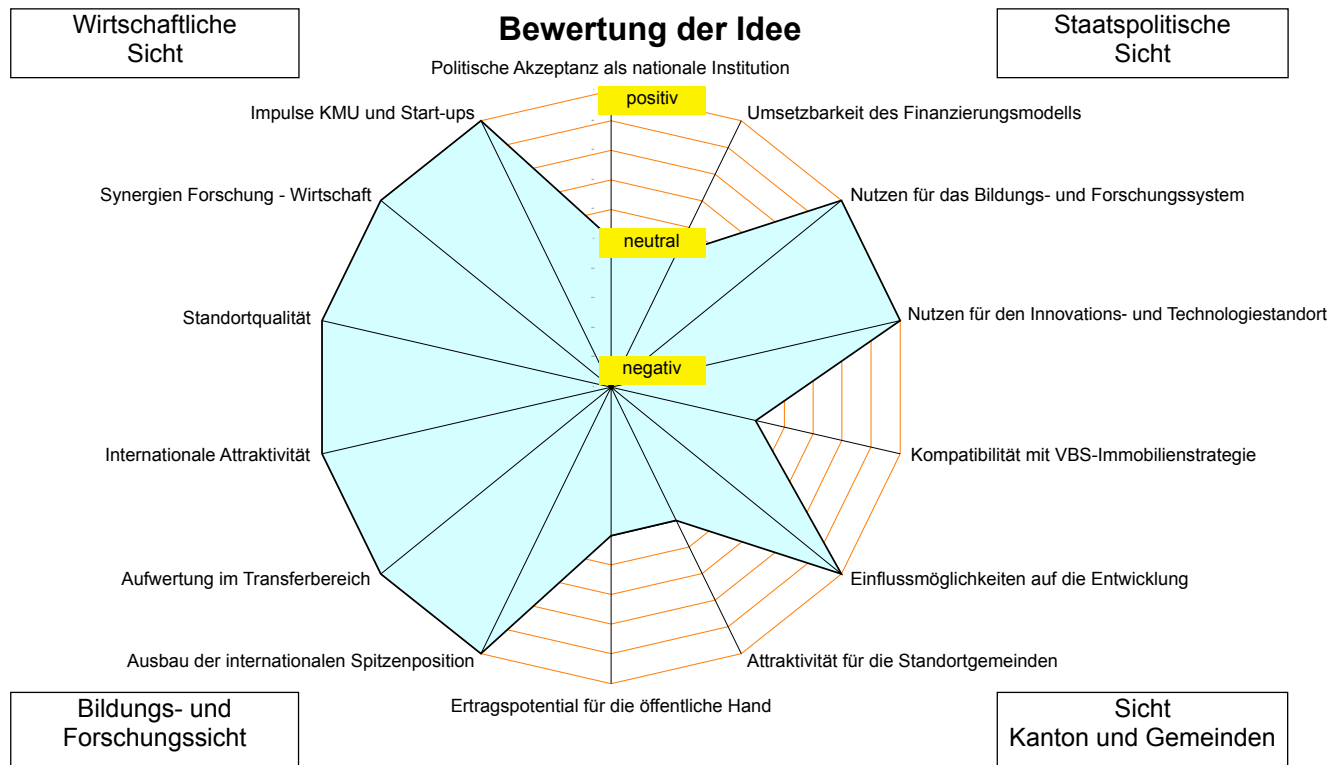 Wirtschaftliche
Sicht
Bewertung der Idee
Staatspolitische
Sicht
Politische Akzeptanz als nationale Institution
positiv
Impulse KMU und Start-ups
Umsetzbarkeit des Finanzierungsmodells
Synergien Forschung - Wirtschaft
Nutzen für das Bildungs- und Forschungssystem
neutral
Standortqualität
Nutzen für den Innovations- und Technologiestandort
negativ
Internationale Attraktivität
Kompatibilität mit VBS-Immobilienstrategie
Aufwertung im Transferbereich
Einflussmöglichkeiten auf die Entwicklung
Ausbau der internationalen Spitzenposition
Attraktivität für die Standortgemeinden
Ertragspotential für die öffentliche Hand
Bildungs- und
Forschungssicht
Sicht
Kanton und Gemeinden